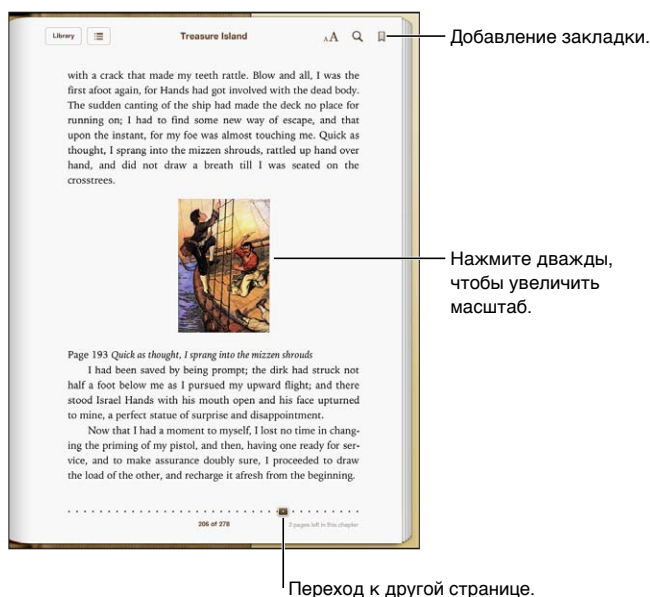 Library
Treasure Island
AA
Добавление закладки.
with a crack that made my teeth rattle. Blow and all, I was the
first afoot again, for Hands had got involved with the dead body.
The sudden canting of the ship had made the deck no place for
running on; I had to find some new way of escape, and that
upon the instant, for my foe was almost touching me. Quick as
thought, I sprang into the mizzen shrouds, rattled up hand over
hand, and did not draw a breath till I was seated on the
crosstrees.
Нажмите дважды,
чтобы увеличить
масштаб.
Page 193 Quick as thought, I sprang into the mizzen shrouds
I had been saved by being prompt; the dirk had struck not
half a foot below me as I pursued my upward flight; and there
stood Israel Hands with his mouth open and his face upturned
to mine, a perfect statue of surprise and disappointment.
Now that I had a moment to myself, I lost no time in chang-
ing the priming of my pistol, and then, having one ready for ser-
vice, and to make assurance doubly sure, I proceeded to draw
the load of the other, and recharge it afresh from the beginning.
206 of 278
2 pages left in this chapter
Переход к другой странице.